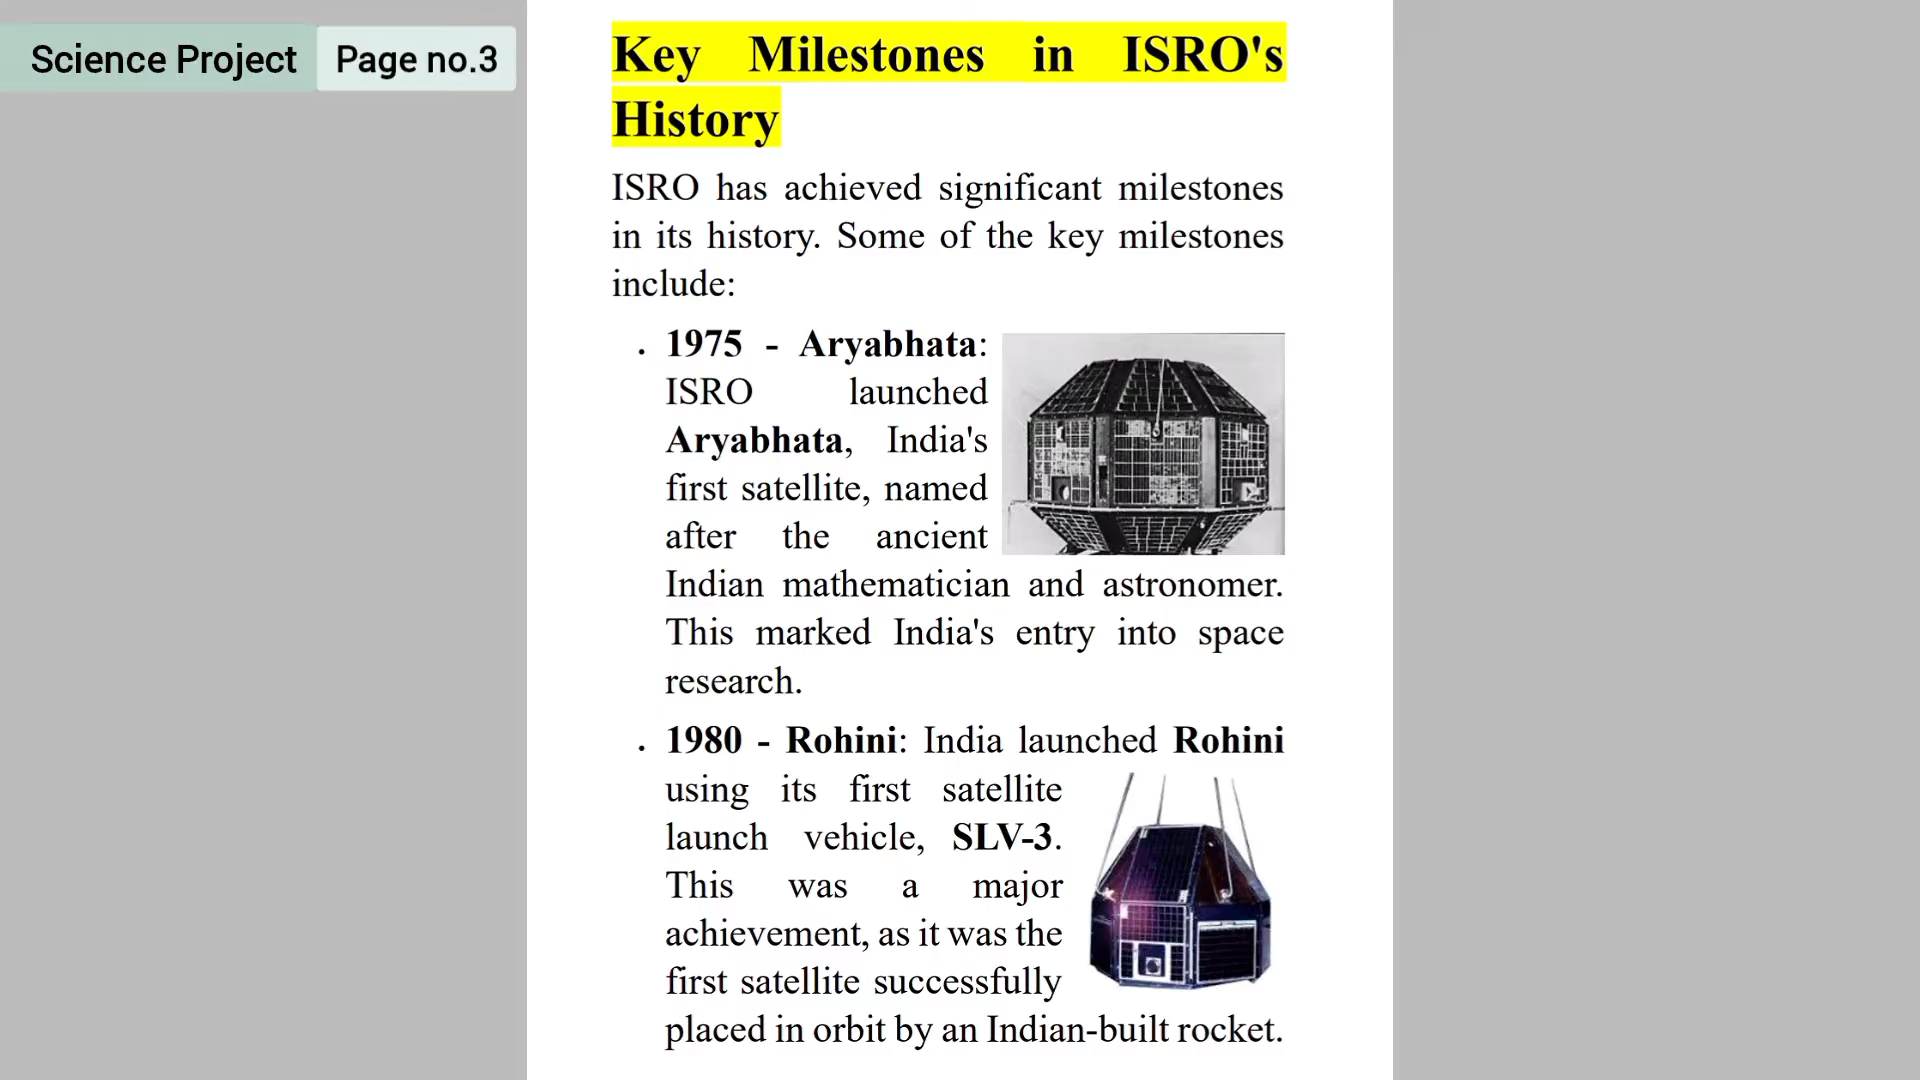 Science Project Page no.3
Key Milestones in ISRO's
History
ISRO has achieved significant milestones
in its history. Some of the key milestones
include:
• 1975 - Aryabhata:
ISRO launched
Aryabhata, India's
first satellite, named
after the ancient
Indian mathematician and astronomer.
This marked India's entry into space
research.
• 1980 - Rohini: India launched Rohini
using its first satellite
launch vehicle, SLV-3.
This was a major
achievement, as it was the
first satellite successfully
placed in orbit by an Indian-built rocket.